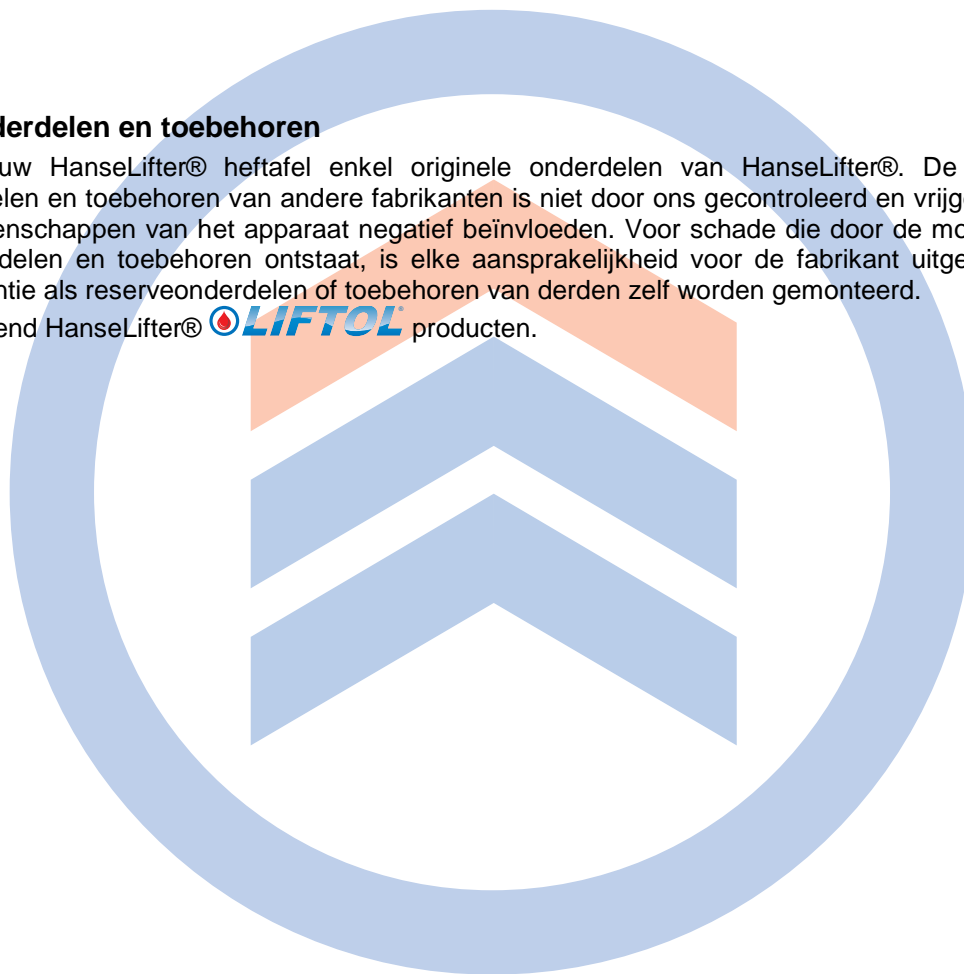 derdelen en toebehoren
uw HanseLifter® heftafel enkel originele onderdelen van HanseLifter®. De
elen en toebehoren van andere fabrikanten is niet door ons gecontroleerd en vrijge
enschappen van het apparaat negatief beïnvloeden. Voor schade die door de mo
delen en toebehoren ontstaat, is elke aansprakelijkheid voor de fabrikant uitge
ntie als reserveonderdelen of toebehoren van derden zelf worden gemonteerd.
end HanseLifter® LIFTOL producten.